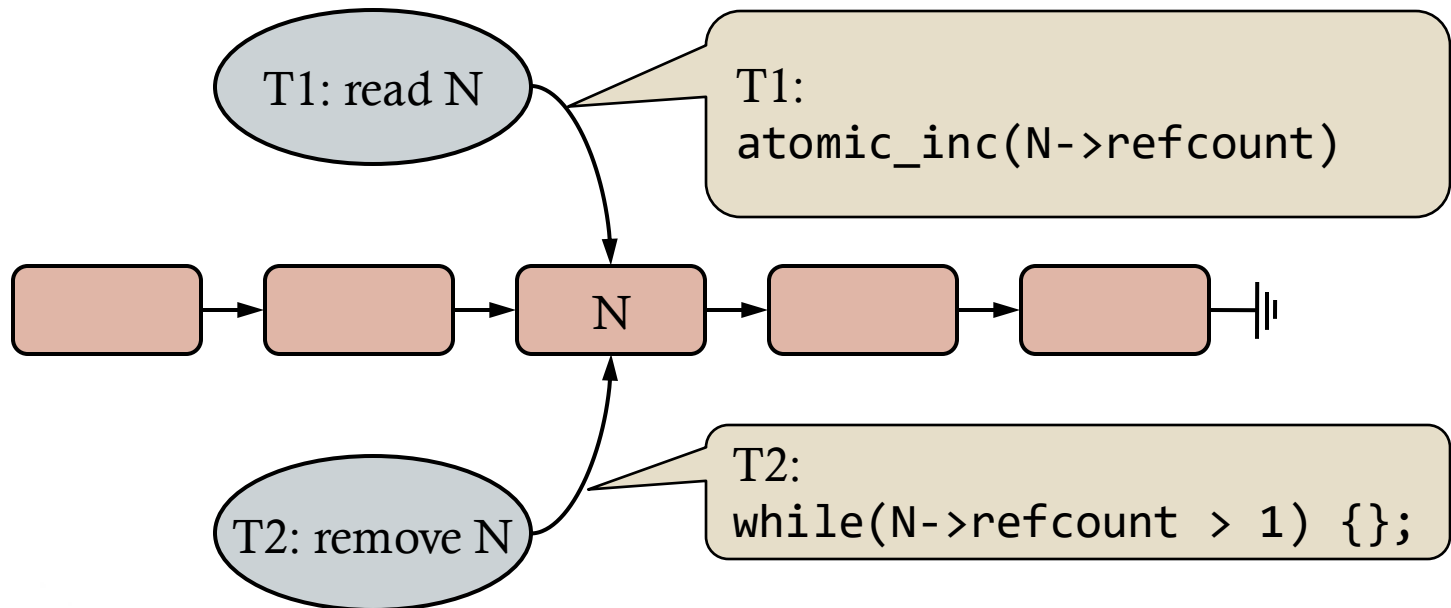 T1: read N
T1:
atomic_inc(N->refcount)
N
T2: remove N
T2:
while(N->refcount > 1) {};